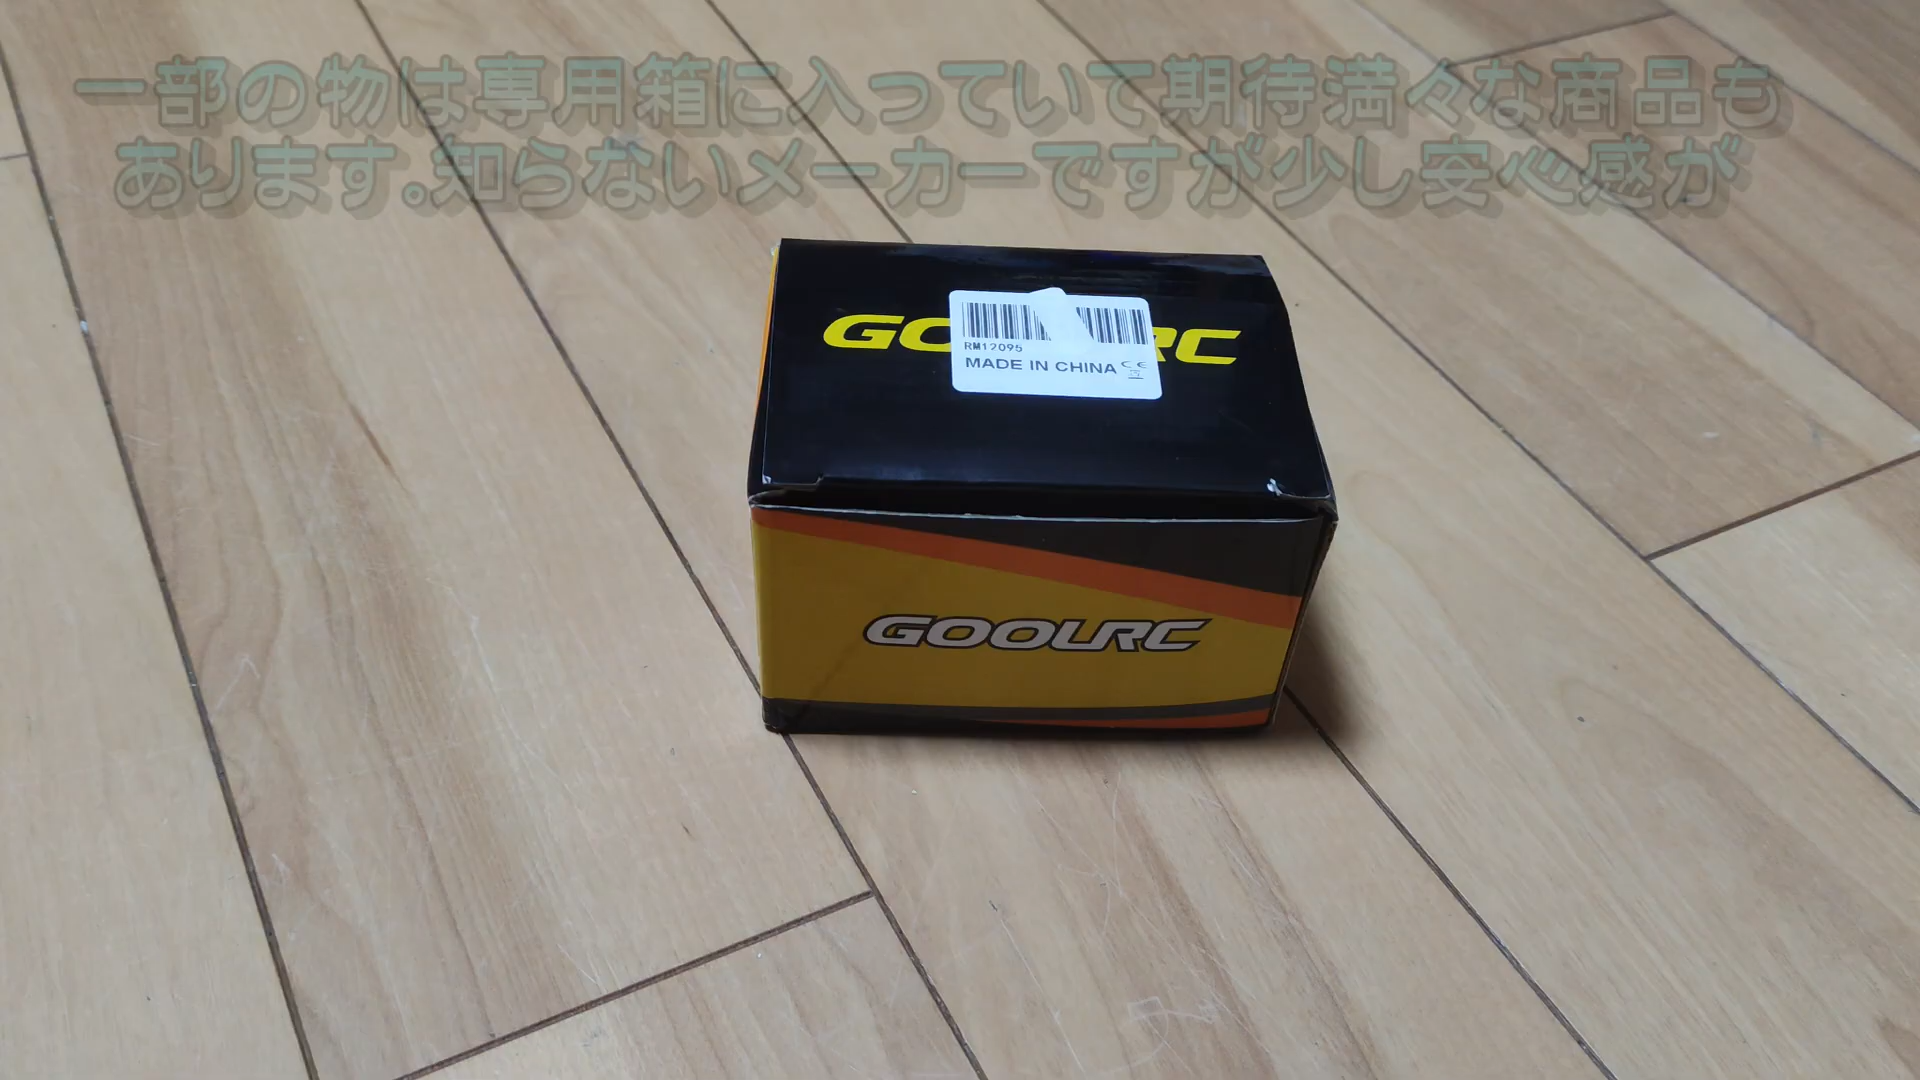 一部の物は専用箱に入っていて期待満々な商品も
あります。知らないメーカーですが少し安心感が
RM12095
MADE IN CHINA CE
GOOLRC